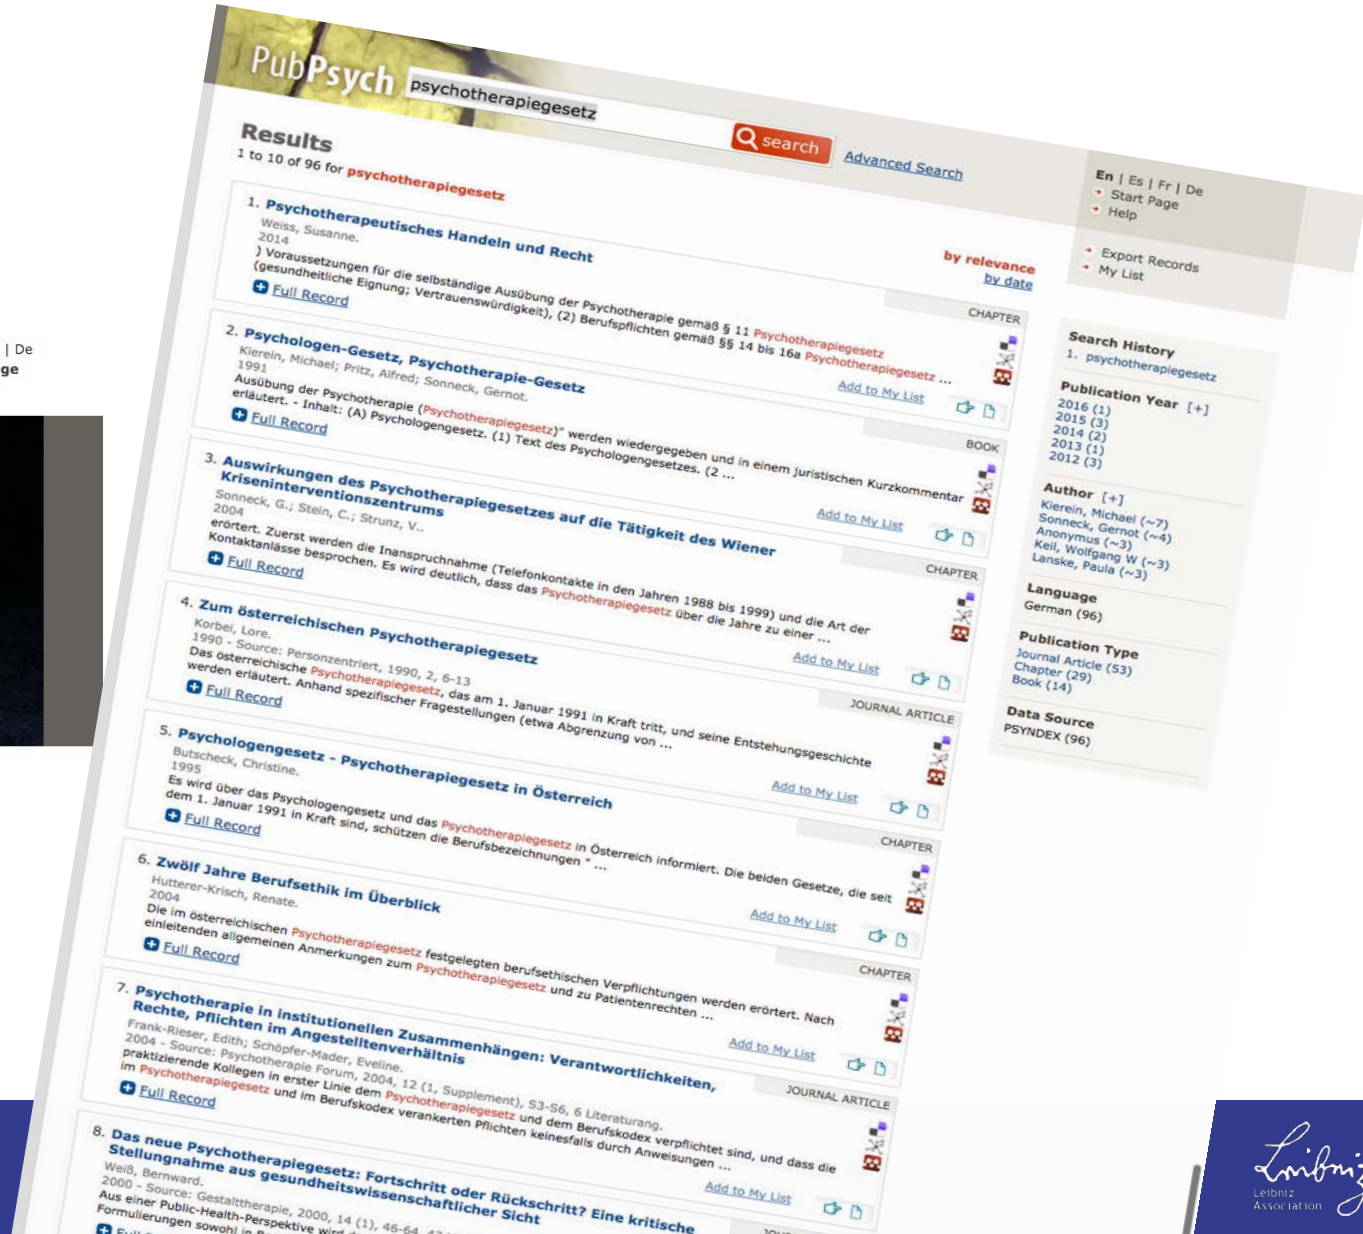 | De
ge
PubPsych
psychotherapiegesetz
search
Advanced Search
Results
1 to 10 of 96 for psychotherapiegesetz
by relevance
by date
1. Psychotherapeutisches Handeln und Recht
CHAPTER
Weiss, Susanne.
2014
) Voraussetzungen für die selbständige Ausübung der Psychotherapie gemäß § 11 Psychotherapiegesetz
(gesundheitliche Eignung; Vertrauenswürdigkeit), (2) Berufspflichten gemäß §§ 14 bis 16a Psychotherapiegesetz ...
Full Record
Add to My List
2. Psychologen-Gesetz, Psychotherapie-Gesetz
BOOK
Kierein, Michael; Pritz, Alfred; Sonneck, Gernot.
1991
Ausübung der Psychotherapie (Psychotherapiegesetz)" werden wiedergegeben und in einem juristischen Kurzkommentar
erläutert. - Inhalt: (A) Psychologengesetz. (1) Text des Psychologengesetzes. (2 ...
Full Record
Add to My List
3. Auswirkungen des Psychotherapiegesetzes auf die Tätigkeit des Wiener
Kriseninterventionszentrums
CHAPTER
Sonneck, G.; Stein, C.; Strunz, V..
2004
erörtert. Zuerst werden die Inanspruchnahme (Telefonkontakte in den Jahren 1988 bis 1999) und die Art der
Kontaktanlässe besprochen. Es wird deutlich, dass das Psychotherapiegesetz über die Jahre zu einer ...
Full Record
Add to My List
4. Zum österreichischen Psychotherapiegesetz
JOURNAL ARTICLE
Korbei, Lore.
1990 - Source: Personzentriert, 1990, 2, 6-13
Das österreichische Psychotherapiegesetz, das am 1. Januar 1991 in Kraft tritt, und seine Entstehungsgeschichte
werden erläutert. Anhand spezifischer Fragestellungen (etwa Abgrenzung von ...
Full Record
Add to My List
5. Psychologengesetz - Psychotherapiegesetz in Österreich
CHAPTER
Butscheck, Christine.
1995
Es wird über das Psychologengesetz und das Psychotherapiegesetz in Österreich informiert. Die beiden Gesetze, die seit
dem 1. Januar 1991 in Kraft sind, schützen die Berufsbezeichnungen " ...
Full Record
Add to My List
6. Zwölf Jahre Berufsethik im Überblick
CHAPTER
Hutterer-Krisch, Renate.
2004
Die im österreichischen Psychotherapiegesetz festgelegten berufsethischen Verpflichtungen werden erörtert. Nach
einleitenden allgemeinen Anmerkungen zum Psychotherapiegesetz und zu Patientenrechten ...
Full Record
Add to My List
7. Psychotherapie in institutionellen Zusammenhängen: Verantwortlichkeiten,
Rechte, Pflichten im Angestelltenverhältnis
JOURNAL ARTICLE
Frank-Rieser, Edith; Schöpfer-Mader, Eveline.
2004 - Source: Psychotherapie Forum, 2004, 12 (1, Supplement), S3-S6, 6 Literaturang.
praktizierende Kollegen in erster Linie dem Psychotherapiegesetz und dem Berufskodex verpflichtet sind, und dass die
im Psychotherapiegesetz und im Berufskodex verankerten Pflichten keinesfalls durch Anweisungen ...
Full Record
Add to My List
8. Das neue Psychotherapiegesetz: Fortschritt oder Rückschritt? Eine kritische
Stellungnahme aus gesundheitswissenschaftlicher Sicht
Weiß, Bernward.
2000 - Source: Gestalttherapie, 2000, 14 (1), 46-64,
Aus einer Public-Health-Perspektive wird
Formulierungen sowohl in
En | Es | Fr | De
Start Page
Help
Export Records
My List
Search History
1. psychotherapiegesetz
Publication Year [+]
2016 (1)
2015 (3)
2014 (2)
2013 (1)
2012 (3)
Author [+]
Kierein, Michael (~7)
Sonneck, Gernot (~4)
Anonymus (~3)
Keil, Wolfgang W (~3)
Lanske, Paula (~3)
Language
German (96)
Publication Type
Journal Article (53)
Chapter (29)
Book (14)
Data Source
PSYNDEX (96)
Leibniz
Leibniz
Association